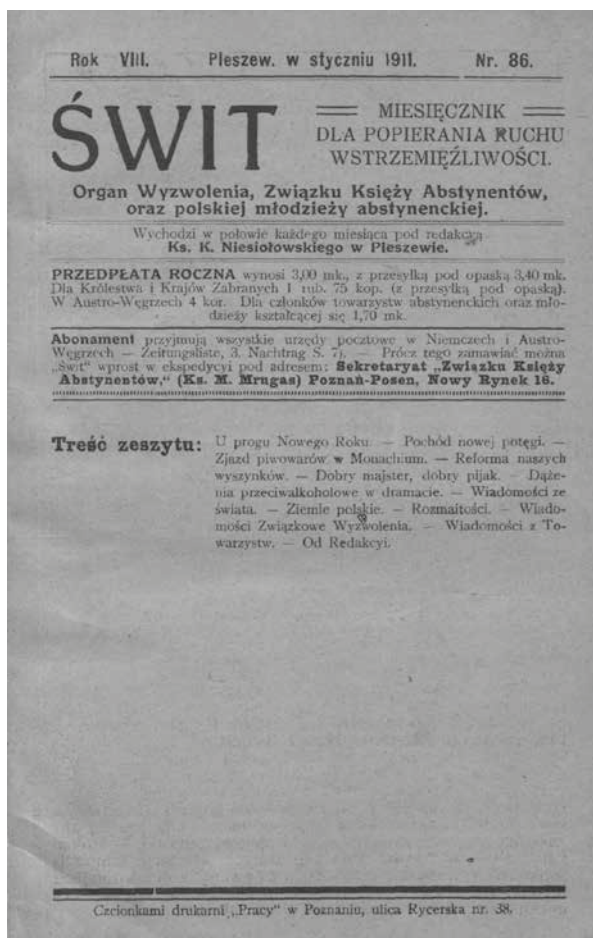 Rok VIII. Pleszew. w styczniu 1911. Nr. 86.
ŚWIT
MIESIĘCZNIK
DLA POPIERANIA RUCHU
WSTRZEMIĘŹLIWOŚCI.
Organ Wyzwolenia, Związku Księży Abstynentów,
oraz polskiej młodzieży abstynenckiej.
Wychodzi w połowie każdego miesiąca pod redakcyą
Ks. K. Niesiołowskiego w Pleszewie.
PRZEDPŁATA ROCZNA wynosi 3,00 mk., z przesyłką pod opaską 3,40 mk.
Dla Królestwa i Krajów Zabranych 1 rub. 75 kop. (z przesyłką pod opaską).
W Austro-Węgrzech 4 kor. Dla członków towarzystw abstynenckich oraz mło-
dzieży kształcącej się 1,70 mk.
Abonament przyjmują wszystkie urzędy pocztowe w Niemczech i Austro-
Węgrzech — Zeitungsliste, 3. Nachtrag S. 7). — Prócz tego zamawiać można
„Świt" wprost w ekspedycyi pod adresem: Sekretaryat „Związku Księży
Abstynentów," (Ks. M. Mrugas) Poznań-Posen, Nowy Rynek 16.
Treść zeszytu: U progu Nowego Roku. — Pochód nowej potęgi. —
Zjazd piwowarów w Monachium. — Reforma naszych
wyszynków. — Dobry majster, dobry pijak. — Dąże-
nia przeciwalkoholowe w dramacie. — Wiadomości ze
świata. — Ziemie polskie. — Rozmaitości. — Wiado-
mości Związkowe Wyzwolenia. — Wiadomości z To-
warzystw. — Od Redakcyi.
Czcionkami drukarni „Pracy" w Poznaniu, ulica Rycerska nr. 38.